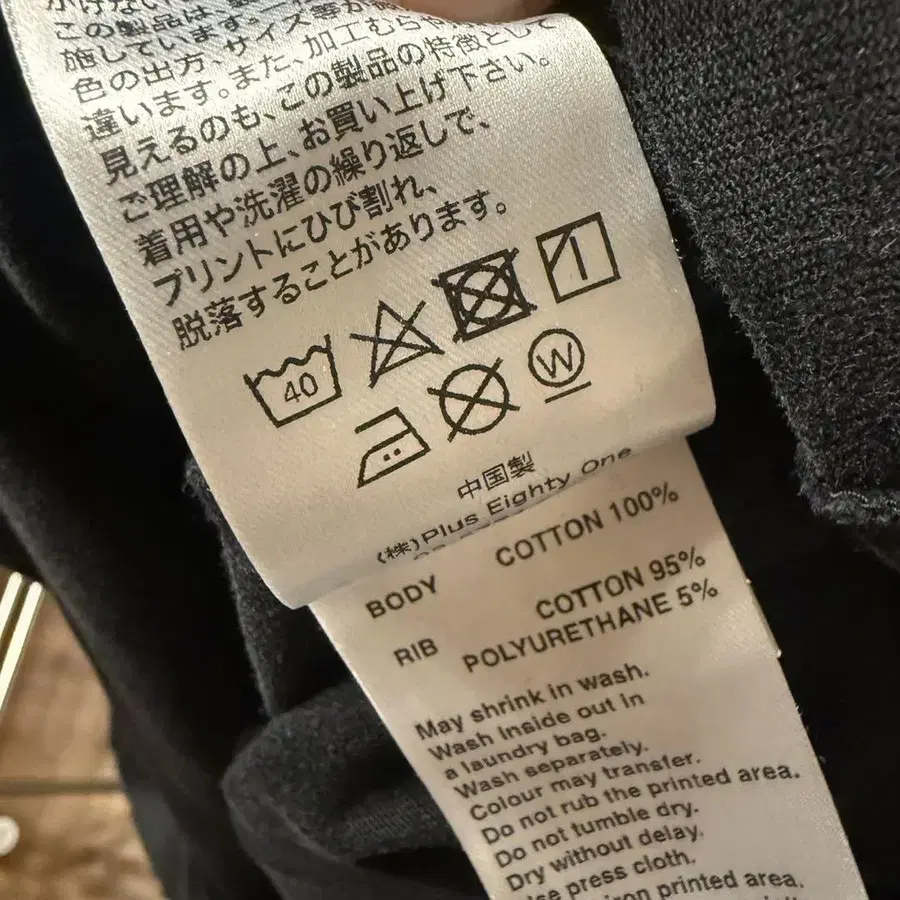 かけない
この製品は、
施しています。
色の出方、サイズ等が
違います。また、加工むらや
見えるのも、この製品の特徴として
ご理解の上、お買い上げ下さい。
着用や洗濯の繰り返しで、
プリントにひび割れ、
脱落することがあります。
40
W
中国製
(株)Plus Eighty One
BODY COTTON 100%
RIB COTTON 95%
POLYURETHANE 5%
May shrink in wash.
Wash inside out in
a laundry bag.
Wash separately.
Colour may transfer.
Do not rub the printed area.
Do not tumble dry.
Dry without delay.
press cloth.
iron printed area.